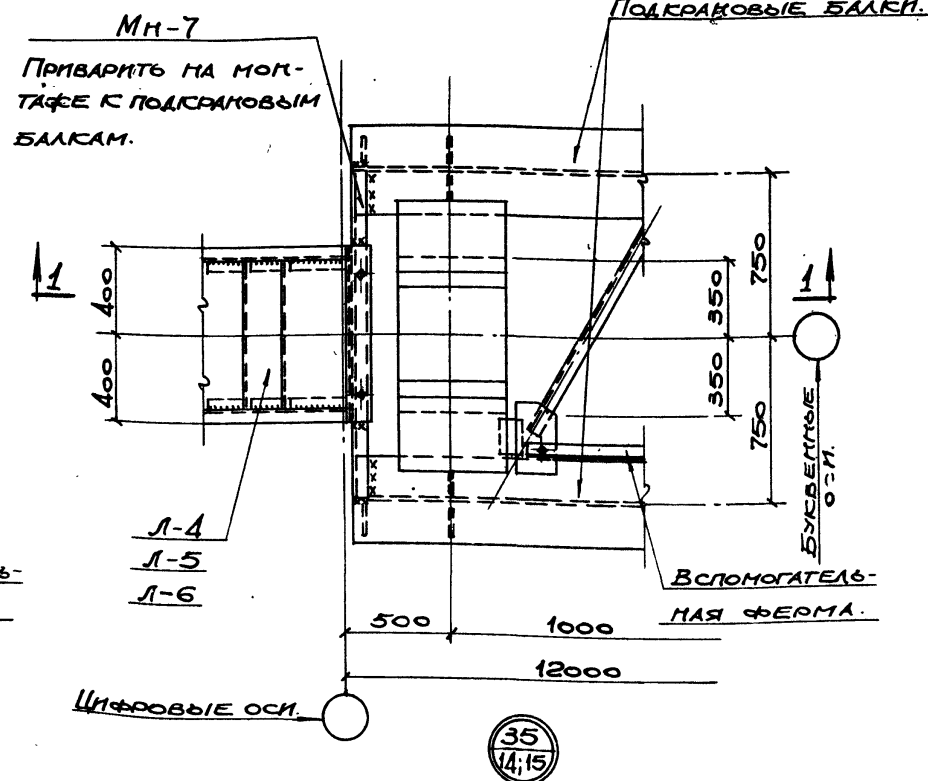 Мн-7
Приварить на мон-
таже к подкрановым
балкам.
Подкрановые балки.
1
1
400
400
750
750
350
350
Буквенные
оси.
Л-4
Л-5
Л-6
Вспомогатель-
ная ферма.
500
1000
12000
Цифровые оси.
35
14;15